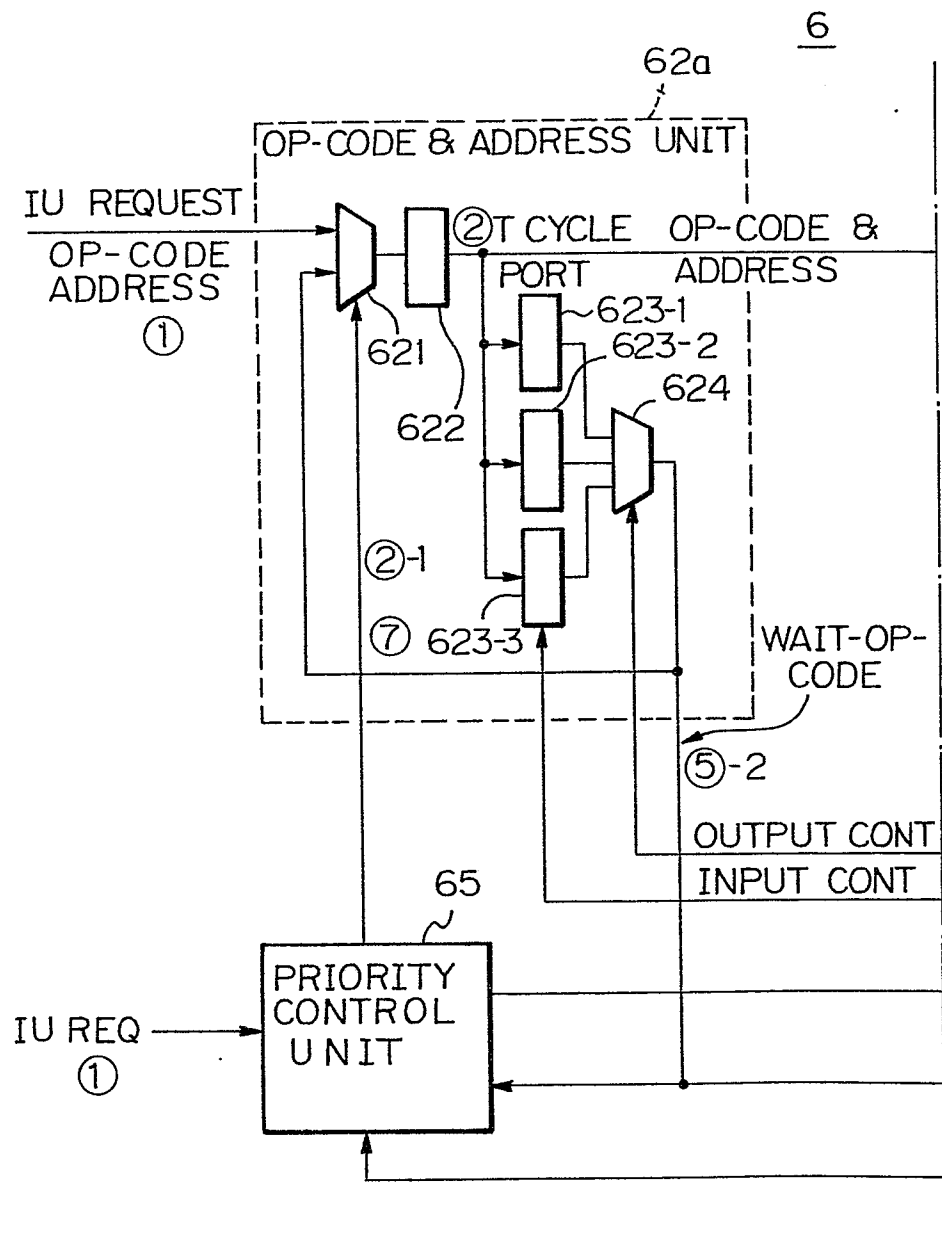 6
62a
OP-CODE & ADDRESS UNIT
IU REQUEST
OP-CODE
ADDRESS
①
②T CYCLE OP-CODE &
PORT ADDRESS
621
622
623-1
623-2
624
②-1
⑦
623-3
WAIT-OP-
CODE
⑤-2
OUTPUT CONT
INPUT CONT
65
PRIORITY
CONTROL
UNIT
IU REQ
①